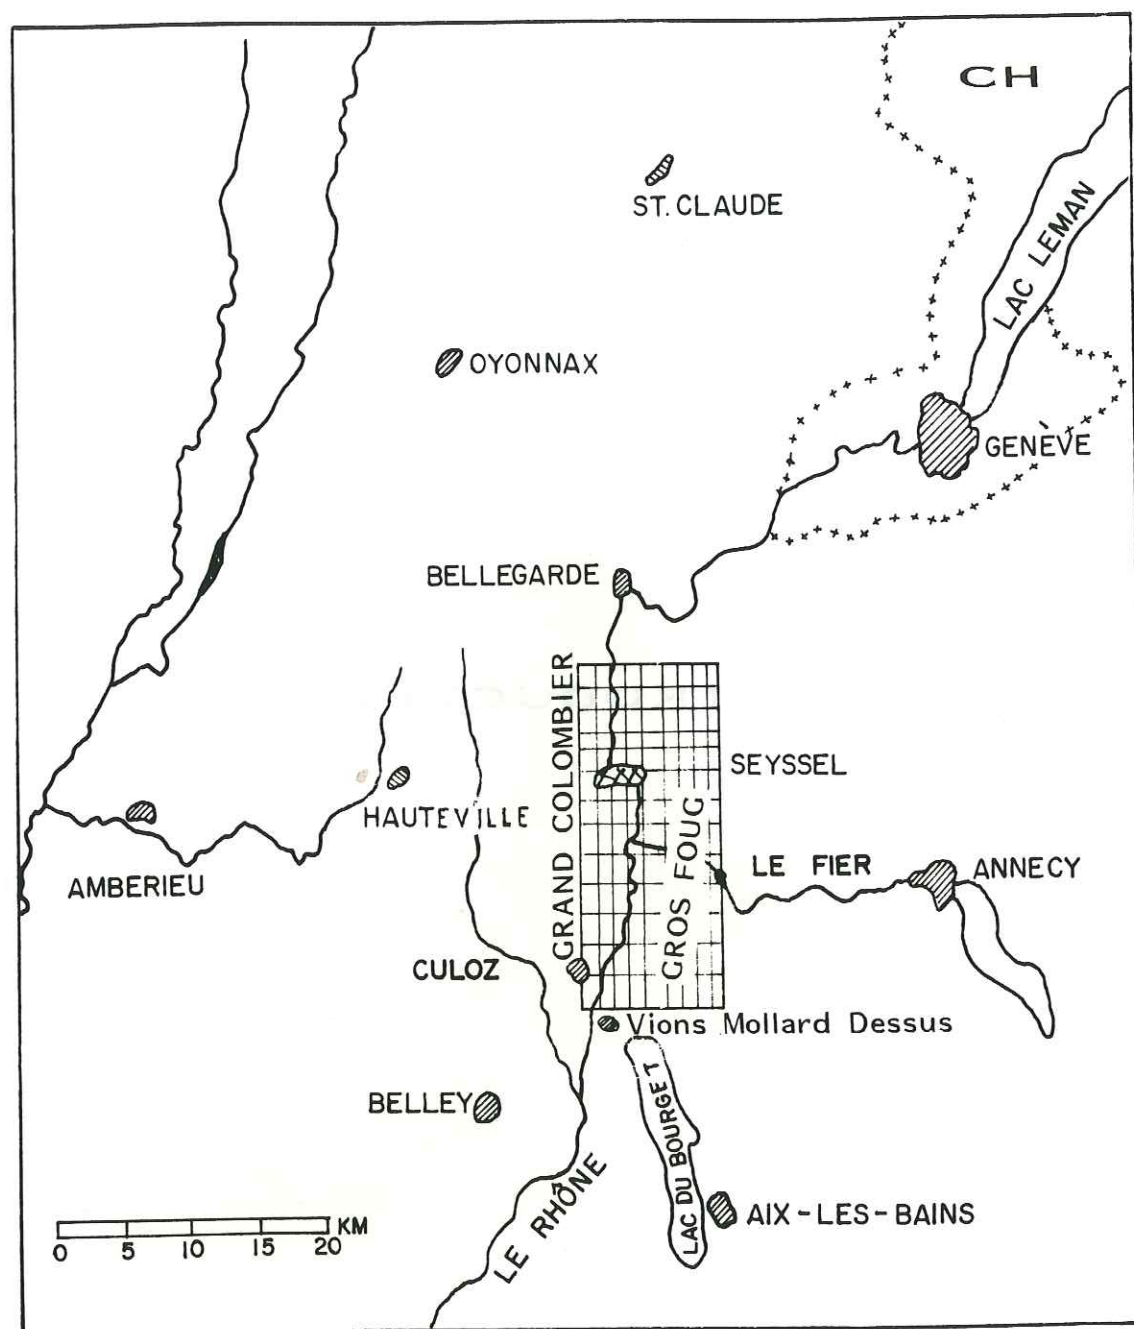 CH
ST. CLAUDE
LAC LEMAN
OYONNAX
GENÈVE
BELLEGARDE
GRAND COLOMBIER
SEYSSEL
HAUTEVILLE
GROS FOUG
LE FIER
ANNECY
AMBERIEU
CULOZ
Vions Mollard Dessus
BELLEY
LAC DU BOURGET
LE RHÔNE
AIX-LES-BAINS
KM
0 5 10 15 20